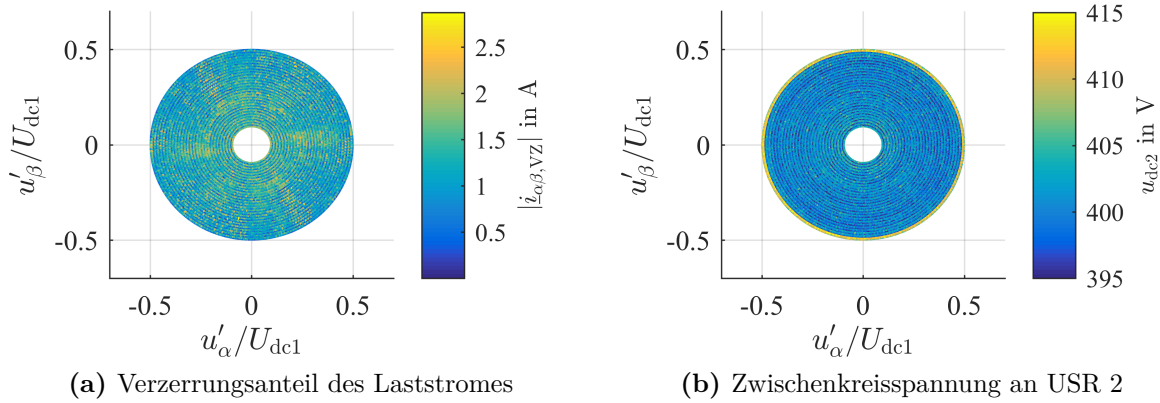 0.5
0
-0.5
u′β/Udc1
-0.5 0 0.5
u′α/Udc1
2.5
2
1.5
1
0.5
|i̲αβ,VZ| in A
(a) Verzerrungsanteil des Laststromes
0.5
0
-0.5
u′β/Udc1
-0.5 0 0.5
u′α/Udc1
415
410
405
400
395
udc2 in V
(b) Zwischenkreisspannung an USR 2